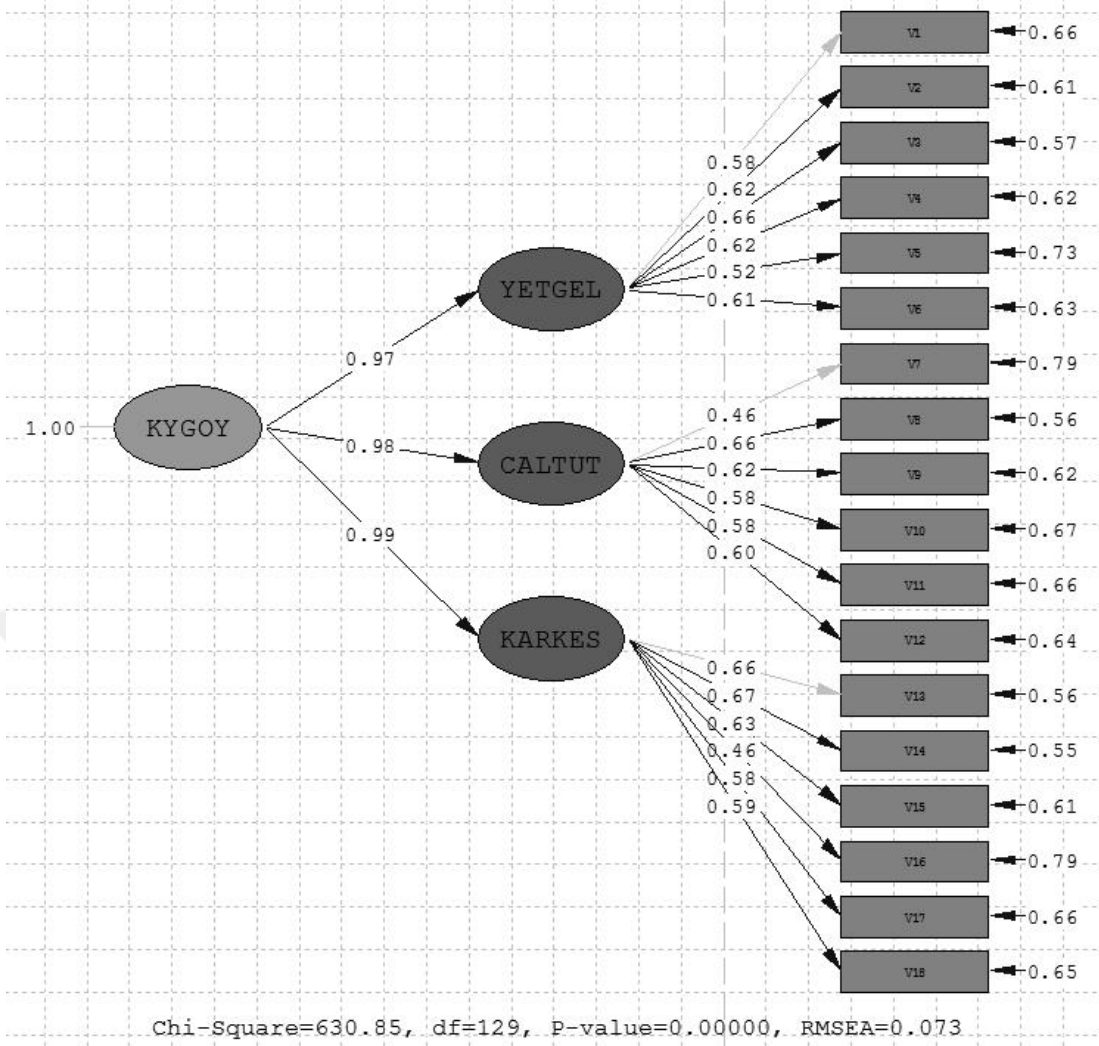 V1 0.66
V2 0.61
V3 0.57
0.58
0.62
V4 0.62
0.66
0.62
V5 0.73
0.52
YETGEL
0.61
V6 0.63
0.97
V7 0.79
0.46
V8 0.56
1.00 KYGOY
0.98
0.66
CALTUT
0.62
V9 0.62
0.58
0.58
V10 0.67
0.99
0.60
V11 0.66
KARKES
V12 0.64
0.66
0.67
V13 0.56
0.63
0.46
V14 0.55
0.58
0.59
V15 0.61
V16 0.79
V17 0.66
V18 0.65
Chi-Square=630.85, df=129, P-value=0.00000, RMSEA=0.073